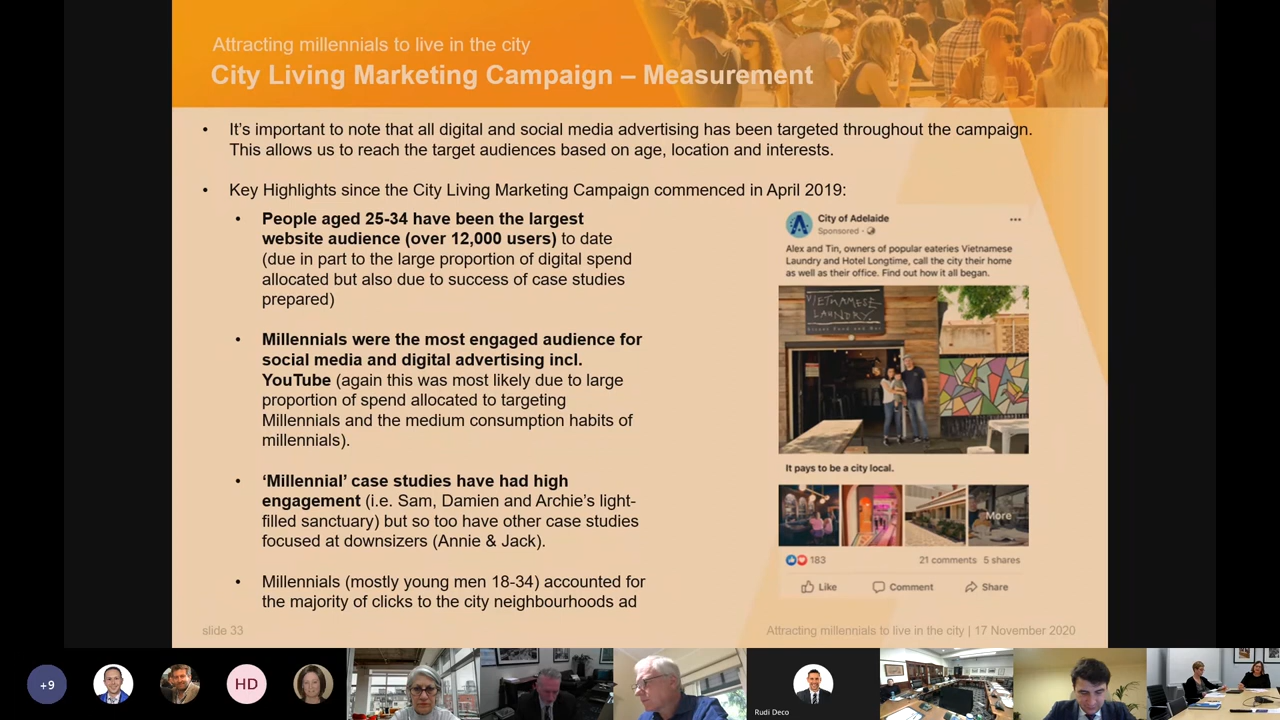 Attracting millennials to live in the city
City Living Marketing Campaign – Measurement
• It's important to note that all digital and social media advertising has been targeted throughout the campaign.
This allows us to reach the target audiences based on age, location and interests.
• Key Highlights since the City Living Marketing Campaign commenced in April 2019:
• People aged 25-34 have been the largest
website audience (over 12,000 users) to date
(due in part to the large proportion of digital spend
allocated but also due to success of case studies
prepared)
• Millennials were the most engaged audience for
social media and digital advertising incl.
YouTube (again this was most likely due to large
proportion of spend allocated to targeting
Millennials and the medium consumption habits of
millennials).
• 'Millennial' case studies have had high
engagement (i.e. Sam, Damien and Archie's light-
filled sanctuary) but so too have other case studies
focused at downsizers (Annie & Jack).
• Millennials (mostly young men 18-34) accounted for
the majority of clicks to the city neighbourhoods ad
City of Adelaide
Sponsored ·
Alex and Tin, owners of popular eateries Vietnamese
Laundry and Hotel Longtime, call the city their home
as well as their office. Find out how it all began.
VIETNAMESE
LAUNDRY
It pays to be a city local.
More
183
21 comments 5 shares
Like Comment Share
slide 33
Attracting millennials to live in the city | 17 November 2020
+9
HD
Rudi Deco